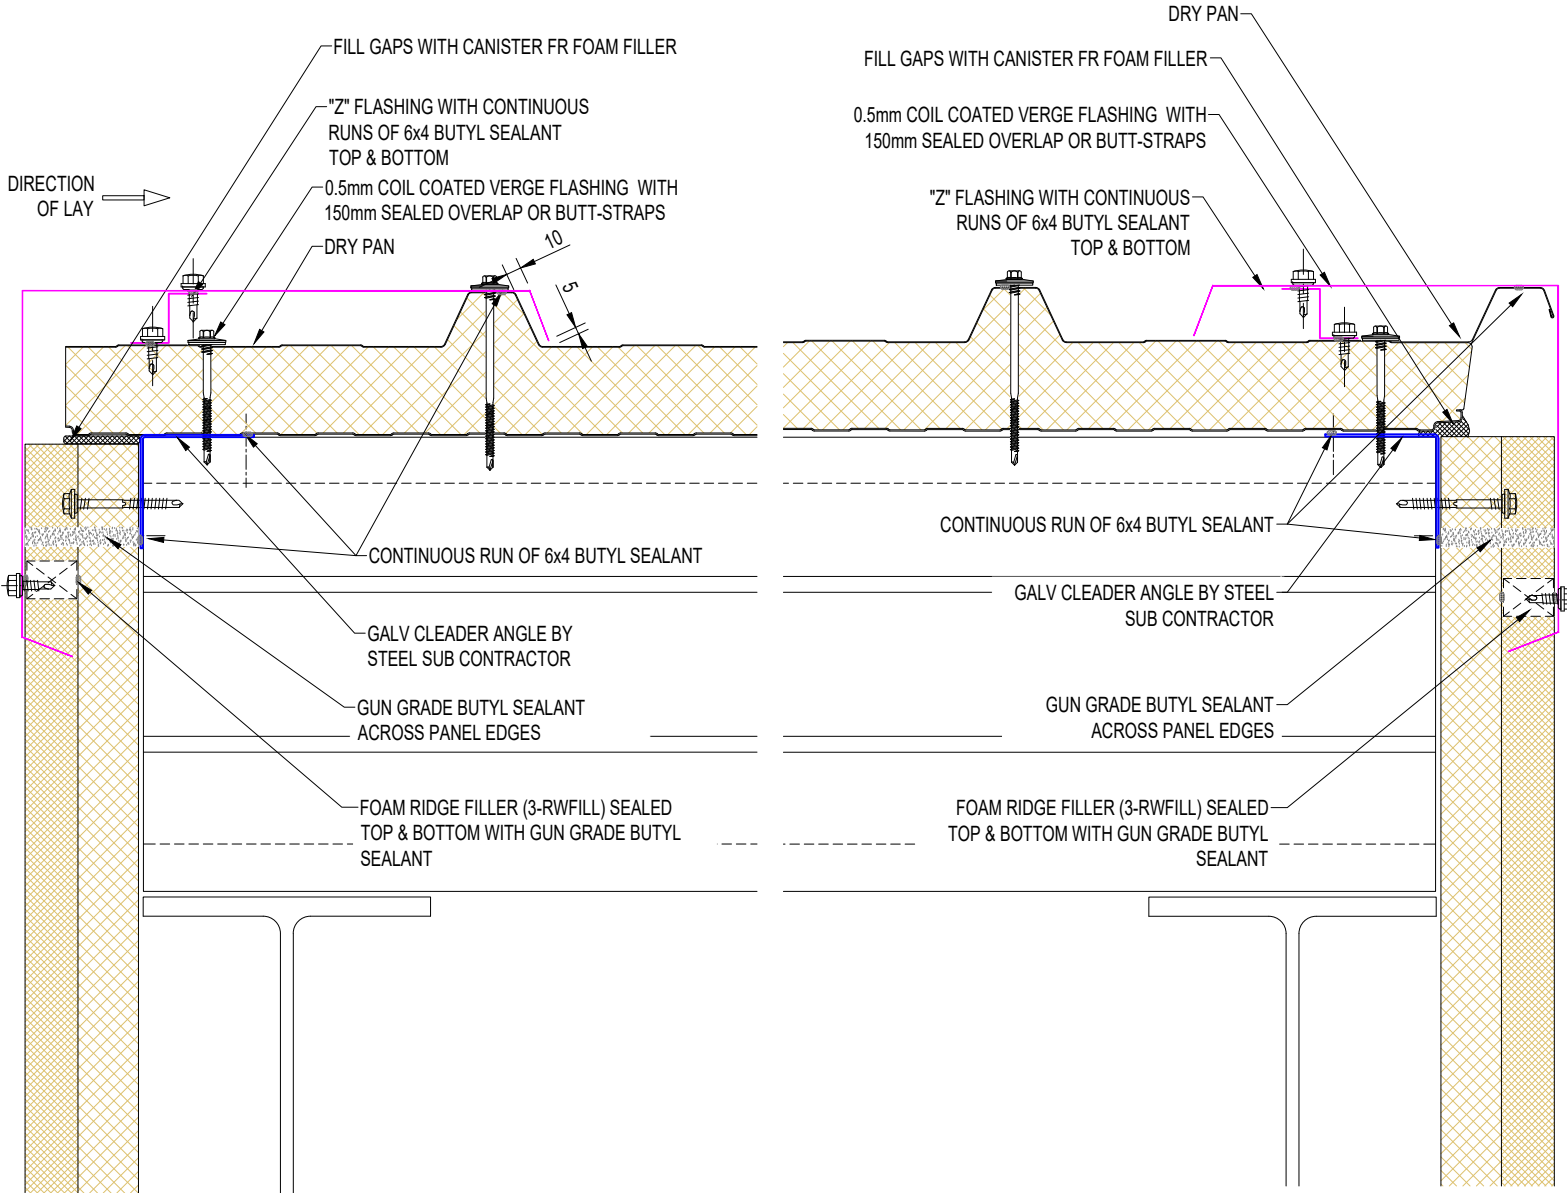 FILL GAPS WITH CANISTER FR FOAM FILLER
"Z" FLASHING WITH CONTINUOUS
RUNS OF 6x4 BUTYL SEALANT
TOP & BOTTOM
DIRECTION
OF LAY
0.5mm COIL COATED VERGE FLASHING WITH
150mm SEALED OVERLAP OR BUTT-STRAPS
DRY PAN
10
5
CONTINUOUS RUN OF 6x4 BUTYL SEALANT
GALV CLEADER ANGLE BY
STEEL SUB CONTRACTOR
GUN GRADE BUTYL SEALANT
ACROSS PANEL EDGES
FOAM RIDGE FILLER (3-RWFILL) SEALED
TOP & BOTTOM WITH GUN GRADE BUTYL
SEALANT
DRY PAN
FILL GAPS WITH CANISTER FR FOAM FILLER
0.5mm COIL COATED VERGE FLASHING WITH
150mm SEALED OVERLAP OR BUTT-STRAPS
"Z" FLASHING WITH CONTINUOUS
RUNS OF 6x4 BUTYL SEALANT
TOP & BOTTOM
CONTINUOUS RUN OF 6x4 BUTYL SEALANT
GALV CLEADER ANGLE BY STEEL
SUB CONTRACTOR
GUN GRADE BUTYL SEALANT
ACROSS PANEL EDGES
FOAM RIDGE FILLER (3-RWFILL) SEALED
TOP & BOTTOM WITH GUN GRADE BUTYL
SEALANT